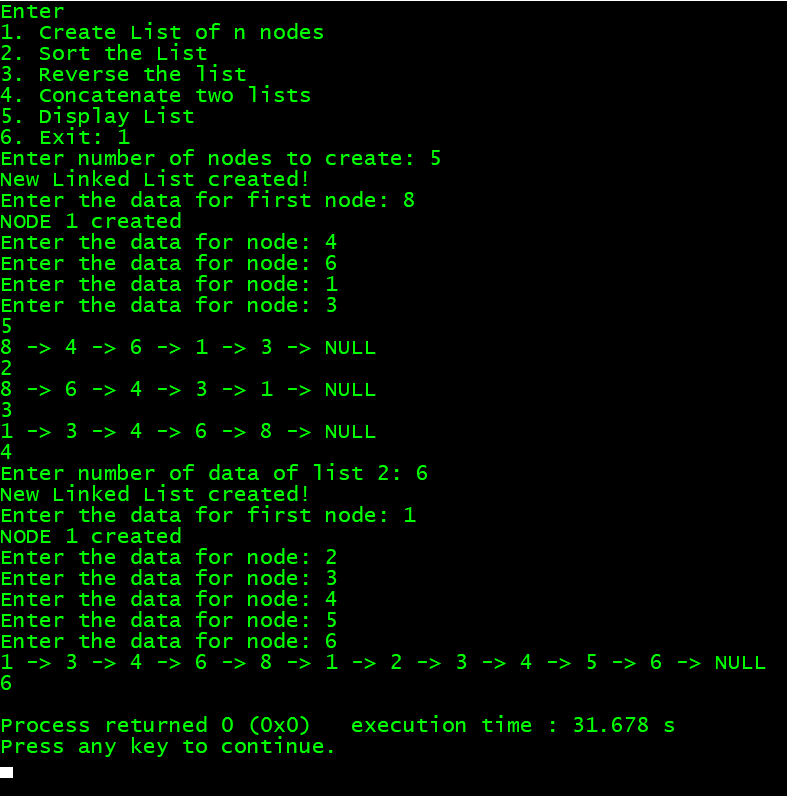 Enter
1. Create List of n nodes
2. Sort the List
3. Reverse the list
4. Concatenate two lists
5. Display List
6. Exit: 1
Enter number of nodes to create: 5
New Linked List created!
Enter the data for first node: 8
NODE 1 created
Enter the data for node: 4
Enter the data for node: 6
Enter the data for node: 1
Enter the data for node: 3
5
8 -> 4 -> 6 -> 1 -> 3 -> NULL
2
8 -> 6 -> 4 -> 3 -> 1 -> NULL
3
1 -> 3 -> 4 -> 6 -> 8 -> NULL
4
Enter number of data of list 2: 6
New Linked List created!
Enter the data for first node: 1
NODE 1 created
Enter the data for node: 2
Enter the data for node: 3
Enter the data for node: 4
Enter the data for node: 5
Enter the data for node: 6
1 -> 3 -> 4 -> 6 -> 8 -> 1 -> 2 -> 3 -> 4 -> 5 -> 6 -> NULL
6
Process returned 0 (0x0)   execution time : 31.678 s
Press any key to continue.